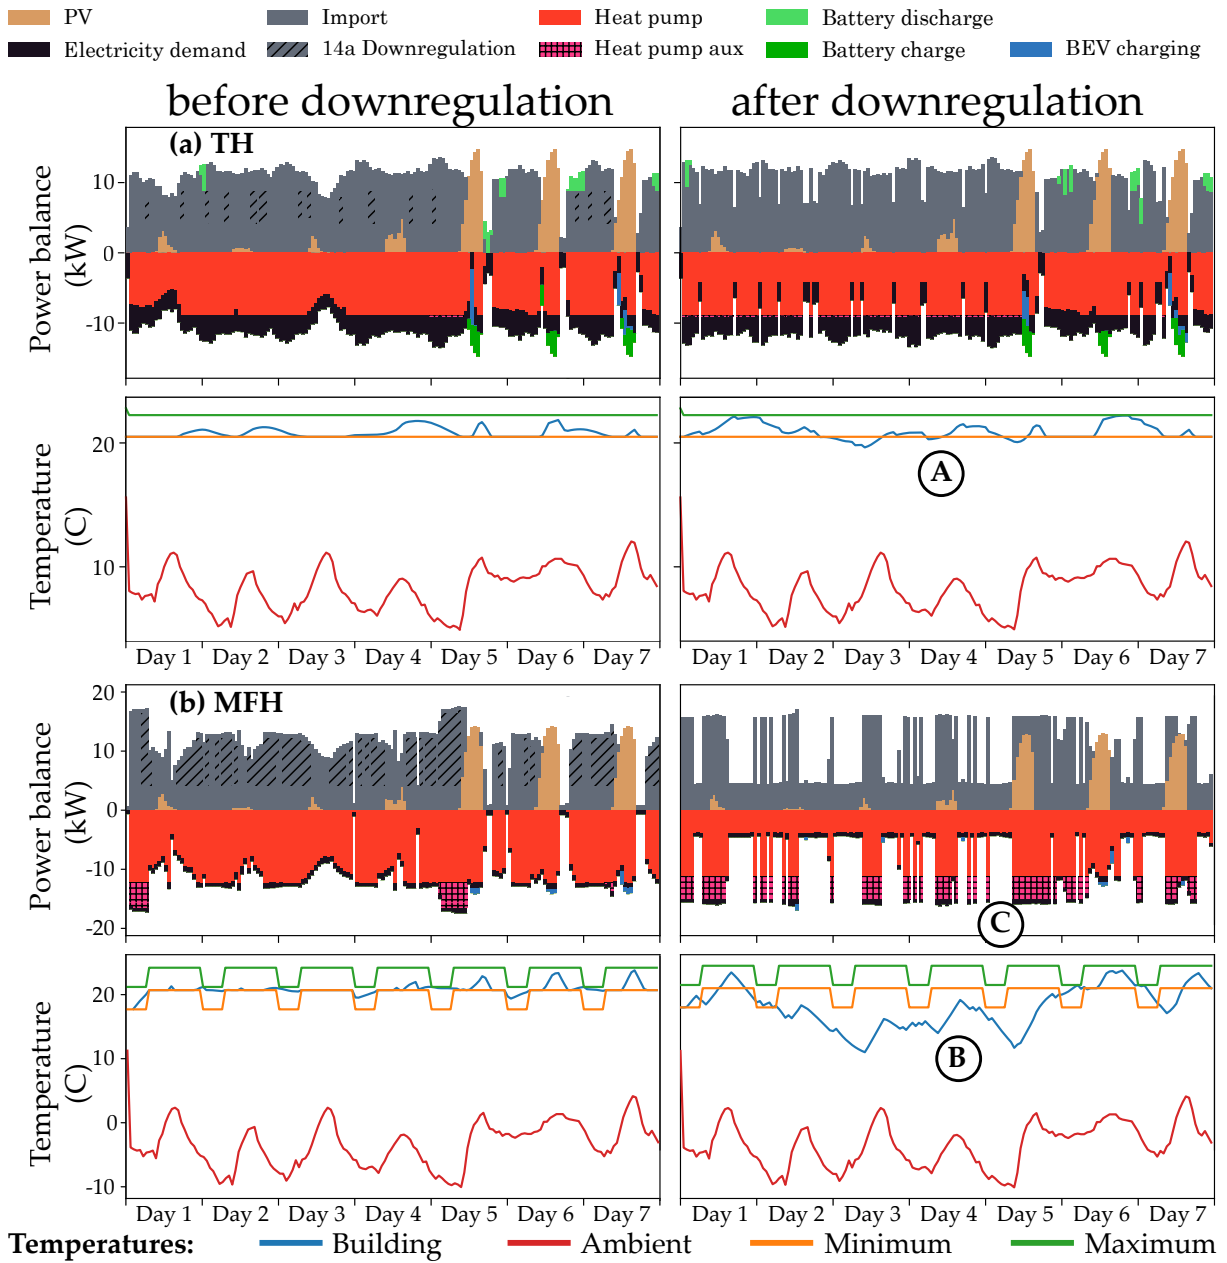 PV Import Heat pump Battery discharge
Electricity demand 14a Downregulation Heat pump aux Battery charge BEV charging
before downregulation after downregulation
(a) TH
Power balance
(kW)
10
0
-10
Temperature
(C)
20
10
A
Day 1 Day 2 Day 3 Day 4 Day 5 Day 6 Day 7 Day 1 Day 2 Day 3 Day 4 Day 5 Day 6 Day 7
(b) MFH
Power balance
(kW)
20
10
0
-10
-20
C
Temperature
(C)
20
10
0
-10
B
Day 1 Day 2 Day 3 Day 4 Day 5 Day 6 Day 7 Day 1 Day 2 Day 3 Day 4 Day 5 Day 6 Day 7
Temperatures: Building Ambient Minimum Maximum